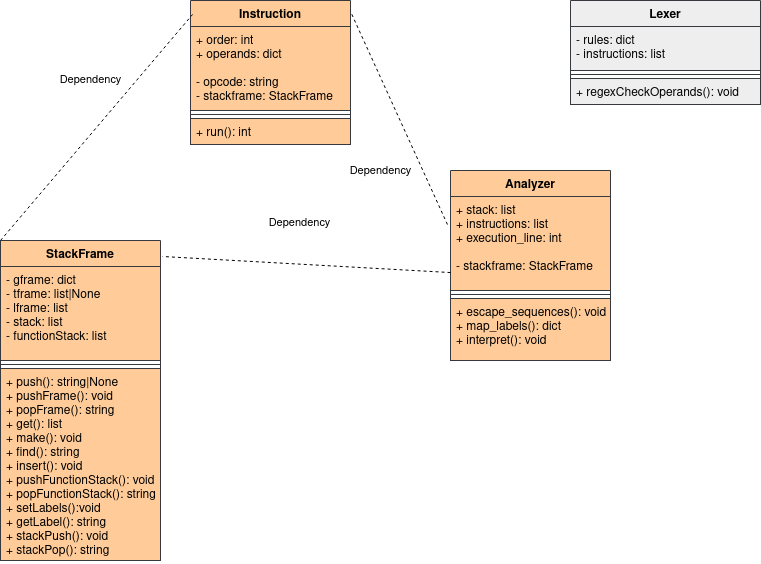 Instruction
+ order: int
+ operands: dict
- opcode: string
- stackframe: StackFrame
+ run(): int
Lexer
- rules: dict
- instructions: list
+ regexCheckOperands(): void
Dependency
Dependency
Dependency
Analyzer
+ stack: list
+ instructions: list
+ execution_line: int
- stackframe: StackFrame
+ escape_sequences(): void
+ map_labels(): dict
+ interpret(): void
StackFrame
- gframe: dict
- tframe: list|None
- lframe: list
- stack: list
- functionStack: list
+ push(): string|None
+ pushFrame(): void
+ popFrame(): string
+ get(): list
+ make(): void
+ find(): string
+ insert(): void
+ pushFunctionStack(): void
+ popFunctionStack(): string
+ setLabels():void
+ getLabel(): string
+ stackPush(): void
+ stackPop(): string